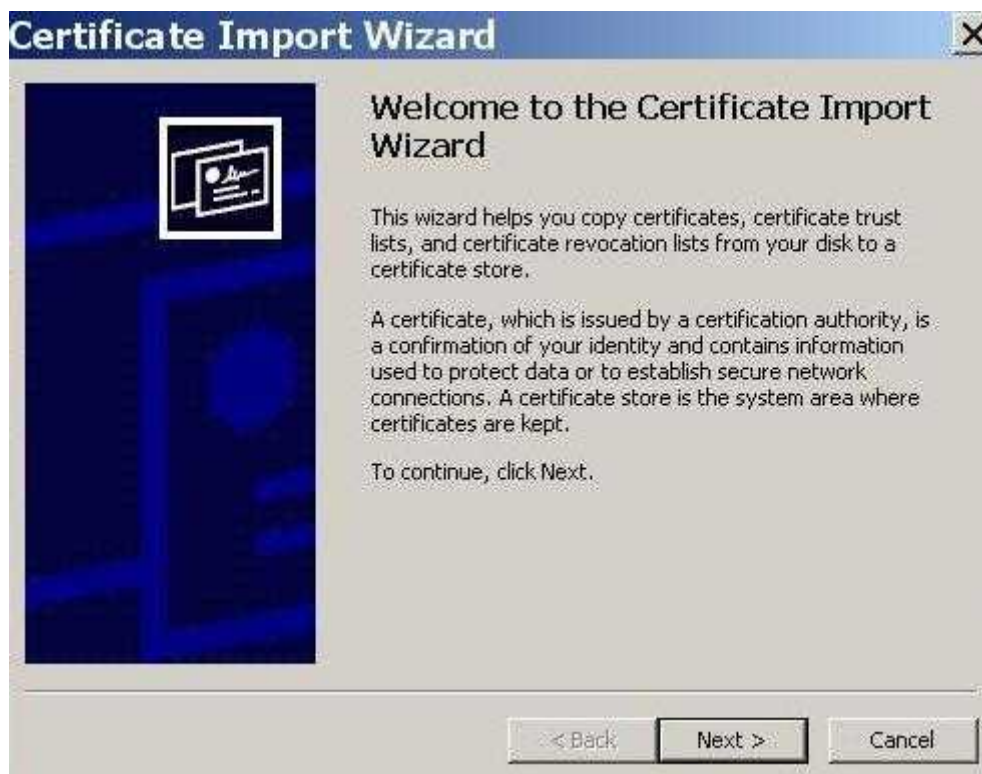 Certificate Import Wizard
Welcome to the Certificate Import
Wizard
This wizard helps you copy certificates, certificate trust
lists, and certificate revocation lists from your disk to a
certificate store.
A certificate, which is issued by a certification authority, is
a confirmation of your identity and contains information
used to protect data or to establish secure network
connections. A certificate store is the system area where
certificates are kept.
To continue, click Next.
< Back Next > Cancel